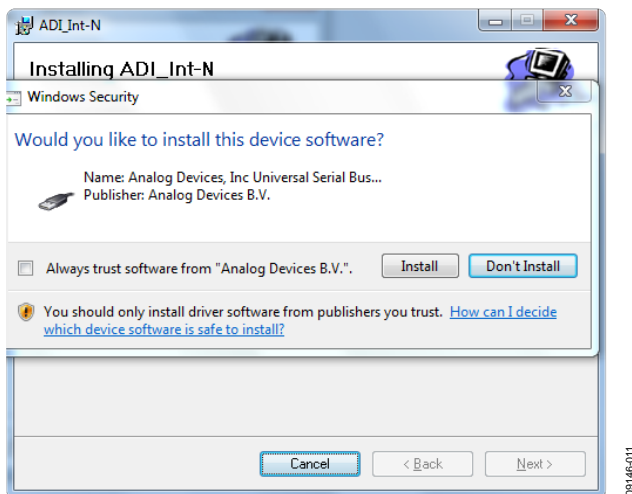 ADI_Int-N
Installing ADI_Int-N
Windows Security
Would you like to install this device software?
Name: Analog Devices, Inc Universal Serial Bus...
Publisher: Analog Devices B.V.
Always trust software from "Analog Devices B.V.".
Install
Don't Install
You should only install driver software from publishers you trust. How can I decide
which device software is safe to install?
Cancel
< Back
Next >
09146-011